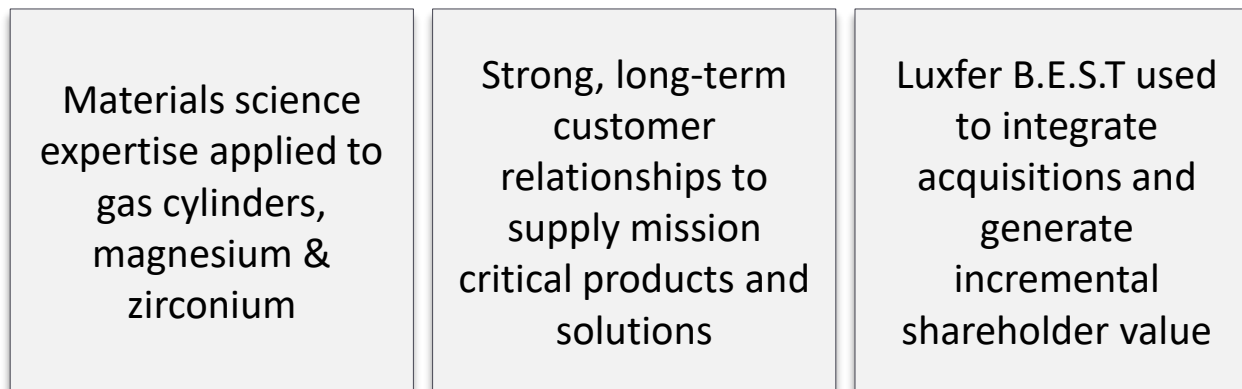 Materials science
expertise applied to
gas cylinders,
magnesium &
zirconium
Strong, long-term
customer
relationships to
supply mission
critical products and
solutions
Luxfer B.E.S.T used
to integrate
acquisitions and
generate
incremental
shareholder value